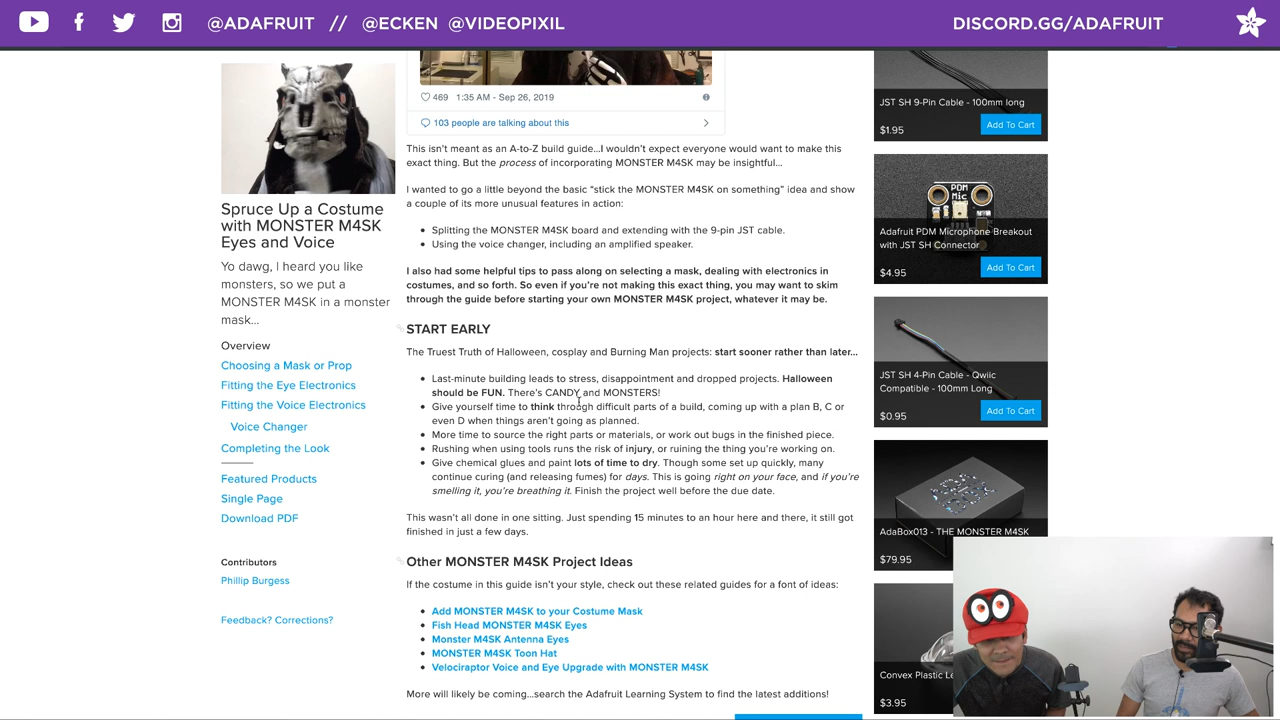 @ADAFRUIT // @ECKEN @VIDEOPIXIL
DISCORD.GG/ADAFRUIT
Spruce Up a Costume
with MONSTER M4SK
Eyes and Voice
Yo dawg, I heard you like
monsters, so we put a
MONSTER M4SK in a monster
mask...
Overview
Choosing a Mask or Prop
Fitting the Eye Electronics
Fitting the Voice Electronics
Voice Changer
Completing the Look
Featured Products
Single Page
Download PDF
Contributors
Phillip Burgess
Feedback? Corrections?
469 1:35 AM - Sep 26, 2019
103 people are talking about this
This isn't meant as an A-to-Z build guide...I wouldn't expect everyone would want to make this
exact thing. But the process of incorporating MONSTER M4SK may be insightful...
I wanted to go a little beyond the basic “stick the MONSTER M4SK on something” idea and show
a couple of its more unusual features in action:
Splitting the MONSTER M4SK board and extending with the 9-pin JST cable.
Using the voice changer, including an amplified speaker.
I also had some helpful tips to pass along on selecting a mask, dealing with electronics in
costumes, and so forth. So even if you're not making this exact thing, you may want to skim
through the guide before starting your own MONSTER M4SK project, whatever it may be.
START EARLY
The Truest Truth of Halloween, cosplay and Burning Man projects: start sooner rather than later...
Last-minute building leads to stress, disappointment and dropped projects. Halloween
should be FUN. There's CANDY and MONSTERS!
Give yourself time to think through difficult parts of a build, coming up with a plan B, C or
even D when things aren't going as planned.
More time to source the right parts or materials, or work out bugs in the finished piece.
Rushing when using tools runs the risk of injury, or ruining the thing you're working on.
Give chemical glues and paint lots of time to dry. Though some set up quickly, many
continue curing (and releasing fumes) for days. This is going right on your face, and if you're
smelling it, you're breathing it. Finish the project well before the due date.
This wasn't all done in one sitting. Just spending 15 minutes to an hour here and there, it still got
finished in just a few days.
Other MONSTER M4SK Project Ideas
If the costume in this guide isn't your style, check out these related guides for a font of ideas:
Add MONSTER M4SK to your Costume Mask
Fish Head MONSTER M4SK Eyes
Monster M4SK Antenna Eyes
MONSTER M4SK Toon Hat
Velociraptor Voice and Eye Upgrade with MONSTER M4SK
More will likely be coming...search the Adafruit Learning System to find the latest additions!
JST SH 9-Pin Cable - 100mm long
$1.95
Add To Cart
PDM
Mic
Adafruit PDM Microphone Breakout
with JST SH Connector
$4.95
Add To Cart
JST SH 4-Pin Cable - Qwiic
Compatible - 100mm Long
$0.95
Add To Cart
AdaBox013 - THE MONSTER M4SK
$79.95
Convex Plastic Le
$3.95